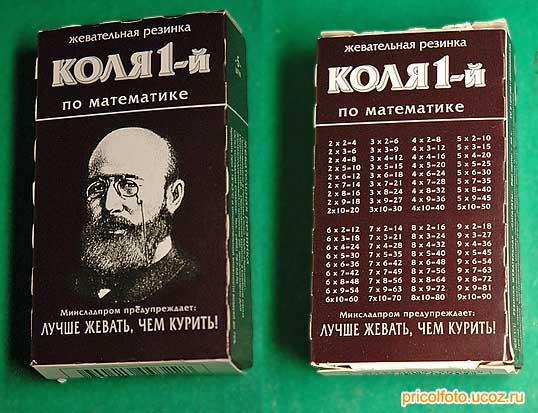 жевательная резинка
КОЛЯ 1-й
по математике
Минсладпром предупреждает:
ЛУЧШЕ ЖЕВАТЬ, ЧЕМ КУРИТЬ!
жевательная резинка
КОЛЯ 1-й
по математике
2 x 2–4 3 x 2–6 4 x 2–8 5 x 2–10
2 x 3–6 3 x 3–9 4 x 3–12 5 x 3–15
2 x 4–8 3 x 4–12 4 x 4–16 5 x 4–20
2 x 5–10 3 x 5–15 4 x 5–20 5 x 5–25
2 x 6–12 3 x 6–18 4 x 6–24 5 x 6–30
2 x 7–14 3 x 7–21 4 x 7–28 5 x 7–35
2 x 8–16 3 x 8–24 4 x 8–32 5 x 8–40
2 x 9–18 3 x 9–27 4 x 9–36 5 x 9–45
2x10–20 3x10–30 4x10–40 5x10–50
6 x 2–12 7 x 2–14 8 x 2–16 9 x 2–18
6 x 3–18 7 x 3–21 8 x 3–24 9 x 3–27
6 x 4–24 7 x 4–28 8 x 4–32 9 x 4–36
6 x 5–30 7 x 5–35 8 x 5–40 9 x 5–45
6 x 6–36 7 x 6–42 8 x 6–48 9 x 6–54
6 x 7–42 7 x 7–49 8 x 7–56 9 x 7–63
6 x 8–48 7 x 8–56 8 x 8–64 9 x 8–72
6 x 9–54 7 x 9–63 8 x 9–72 9 x 9–81
6x10–60 7x10–70 8x10–80 9x10–90
Минсладпром предупреждает:
ЛУЧШЕ ЖЕВАТЬ, ЧЕМ КУРИТЬ!
pricolfoto.ucoz.ru